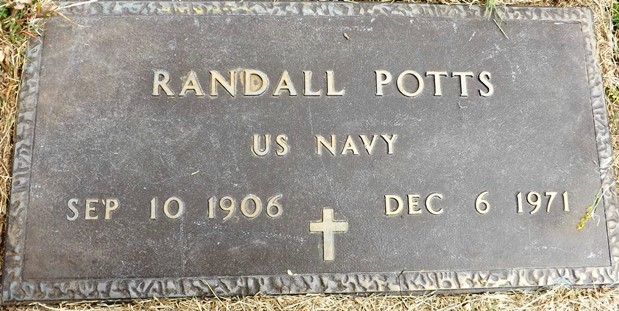 RANDALL POTTS
US NAVY
SEP 10 1906 DEC 6 1971